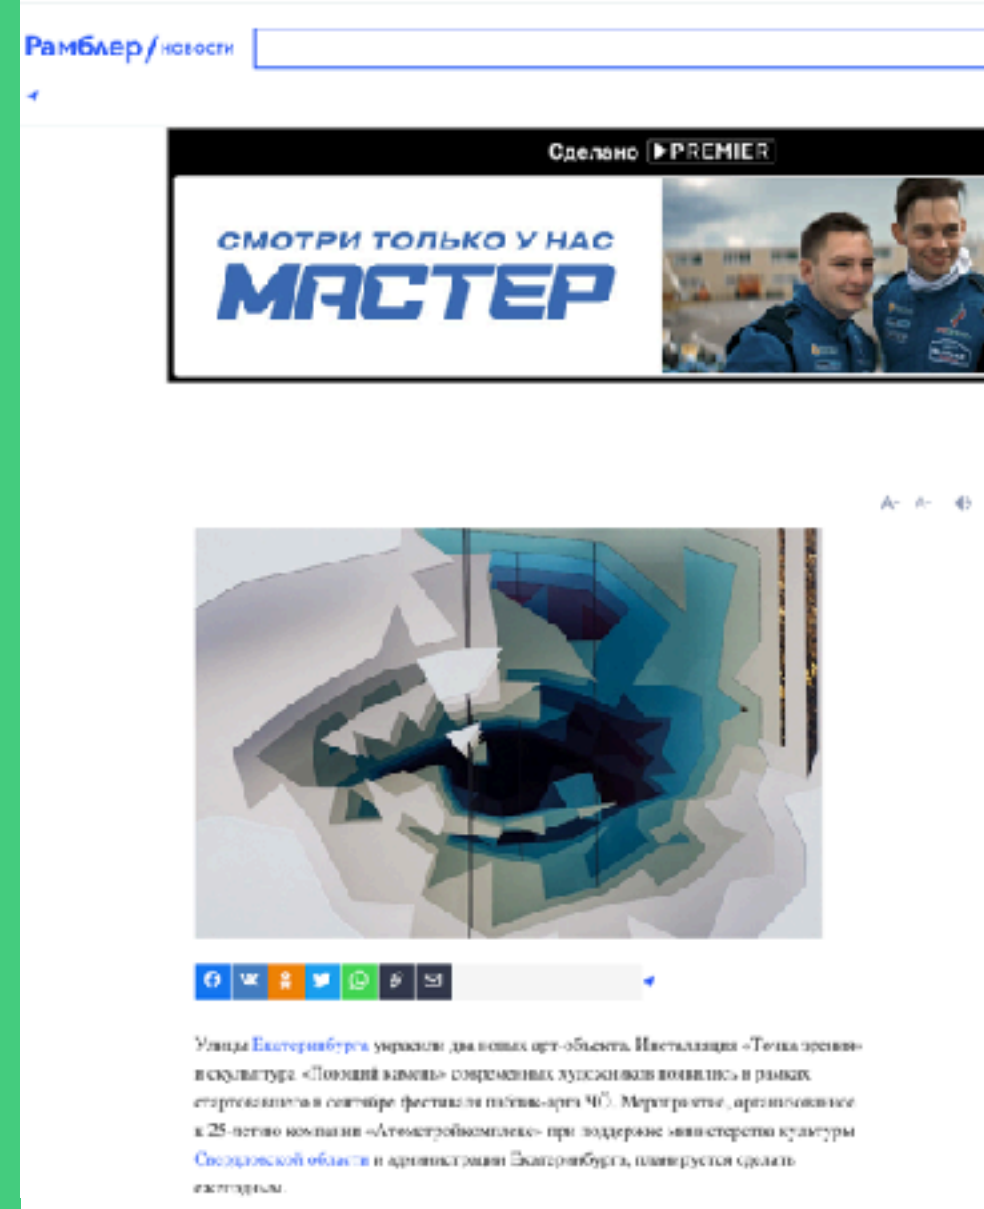 Рамблер/новости
Сделано PREMIER
СМОТРИ ТОЛЬКО У НАС
МАСТЕР
Улицы Екатеринбурга украсили два новых арт-объекта. Инсталляция «Точка зрения»
и скульптура «Поющий камень» современных художников появились в рамках
стартовавшего в сентябре фестиваля паблик-арта ЧÖ. Мероприятие, организованное
к 25-летию компании «Атомстройкомплекс» при поддержке министерства культуры
Свердловской области и администрации Екатеринбурга, планируется сделать
ежегодным.